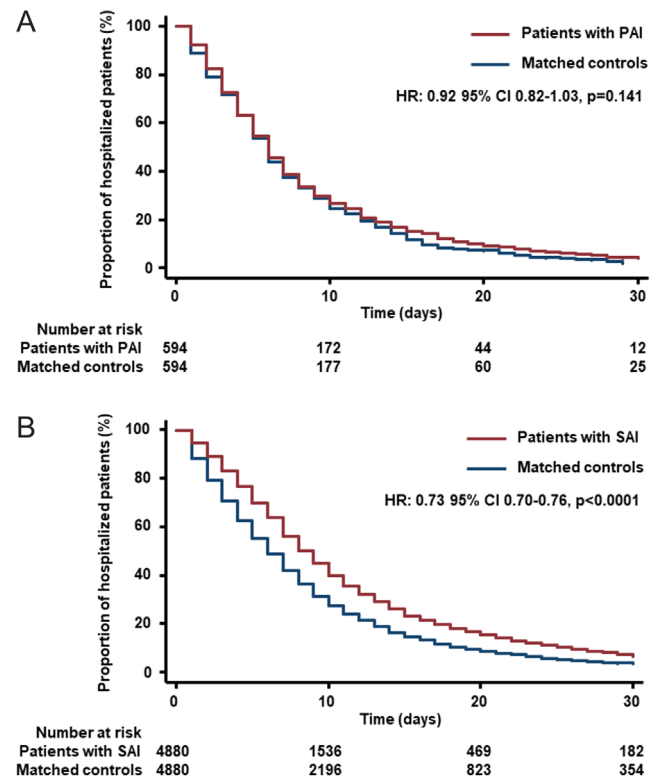 A
Proportion of hospitalized patients (%)
100
80
60
40
20
0
Patients with PAI
Matched controls
HR: 0.92 95% CI 0.82-1.03, p=0.141
0 10 20 30
Time (days)
Number at risk
Patients with PAI 594 172 44 12
Matched controls 594 177 60 25
B
Proportion of hospitalized patients (%)
100
80
60
40
20
0
Patients with SAI
Matched controls
HR: 0.73 95% CI 0.70-0.76, p<0.0001
0 10 20 30
Time (days)
Number at risk
Patients with SAI 4880 1536 469 182
Matched controls 4880 2196 823 354